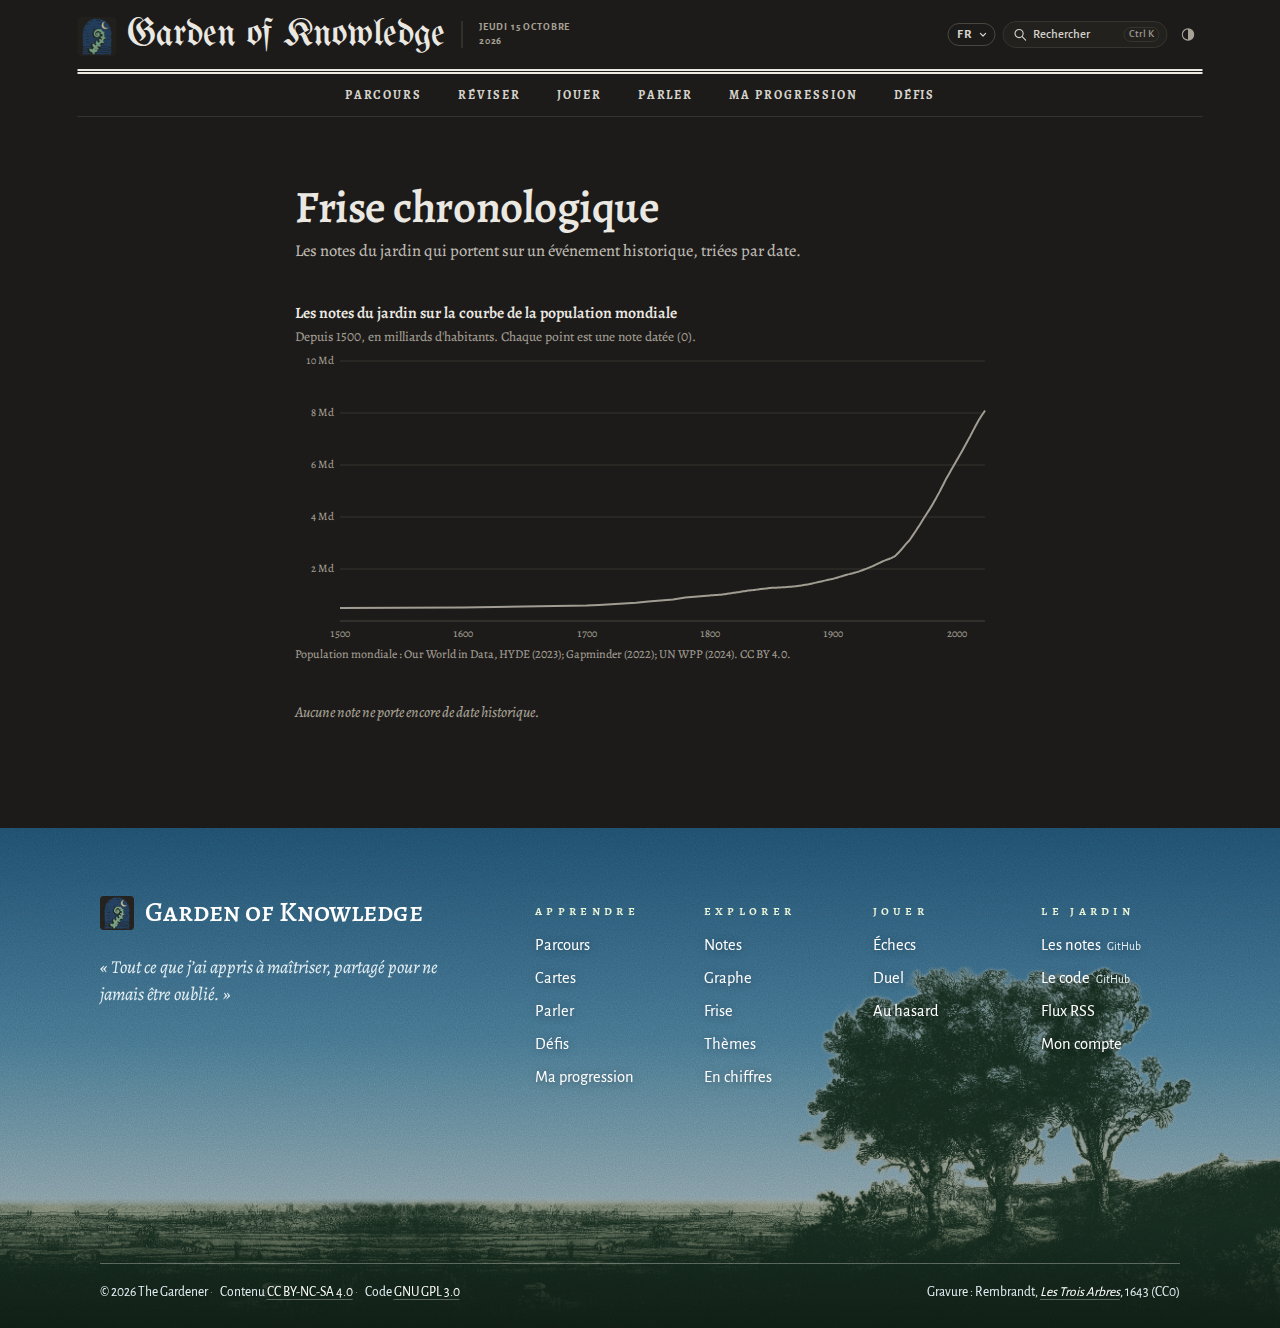 Garden of Knowledge
JEUDI 15 OCTOBRE
2026
FR
Rechercher
Ctrl K
PARCOURS
RÉVISER
JOUER
PARLER
MA PROGRESSION
DÉFIS
Frise chronologique
Les notes du jardin qui portent sur un événement historique, triées par date.
Les notes du jardin sur la courbe de la population mondiale
Depuis 1500, en milliards d'habitants. Chaque point est une note datée (0).
10 Md
8 Md
6 Md
4 Md
2 Md
1500
1600
1700
1800
1900
2000
Population mondiale : Our World in Data, HYDE (2023); Gapminder (2022); UN WPP (2024). CC BY 4.0.
Aucune note ne porte encore de date historique.
Garden of Knowledge
« Tout ce que j’ai appris à maîtriser, partagé pour ne
jamais être oublié. »
APPRENDRE
Parcours
Cartes
Parler
Défis
Ma progression
EXPLORER
Notes
Graphe
Frise
Thèmes
En chiffres
JOUER
Échecs
Duel
Au hasard
LE JARDIN
Les notes GitHub
Le code GitHub
Flux RSS
Mon compte
© 2026 The Gardener · Contenu CC BY-NC-SA 4.0 · Code GNU GPL 3.0
Gravure : Rembrandt, Les Trois Arbres, 1643 (CC0)